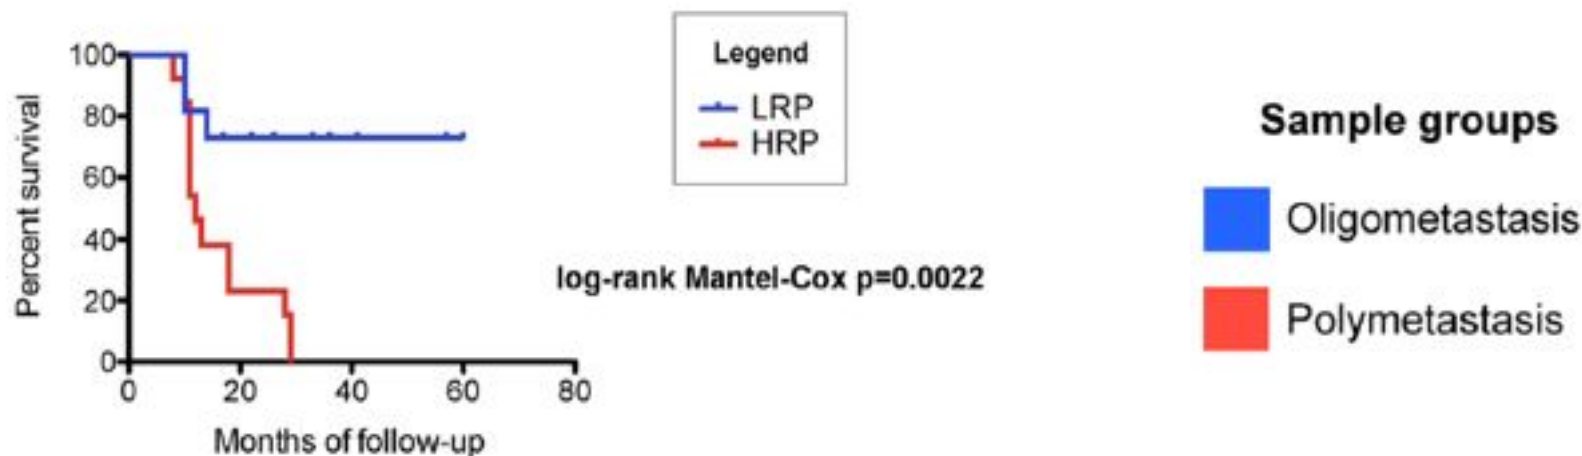 Percent survival
100
80
60
40
20
0
0 20 40 60 80
Months of follow-up
Legend
LRP
HRP
log-rank Mantel-Cox p=0.0022
Sample groups
Oligometastasis
Polymetastasis